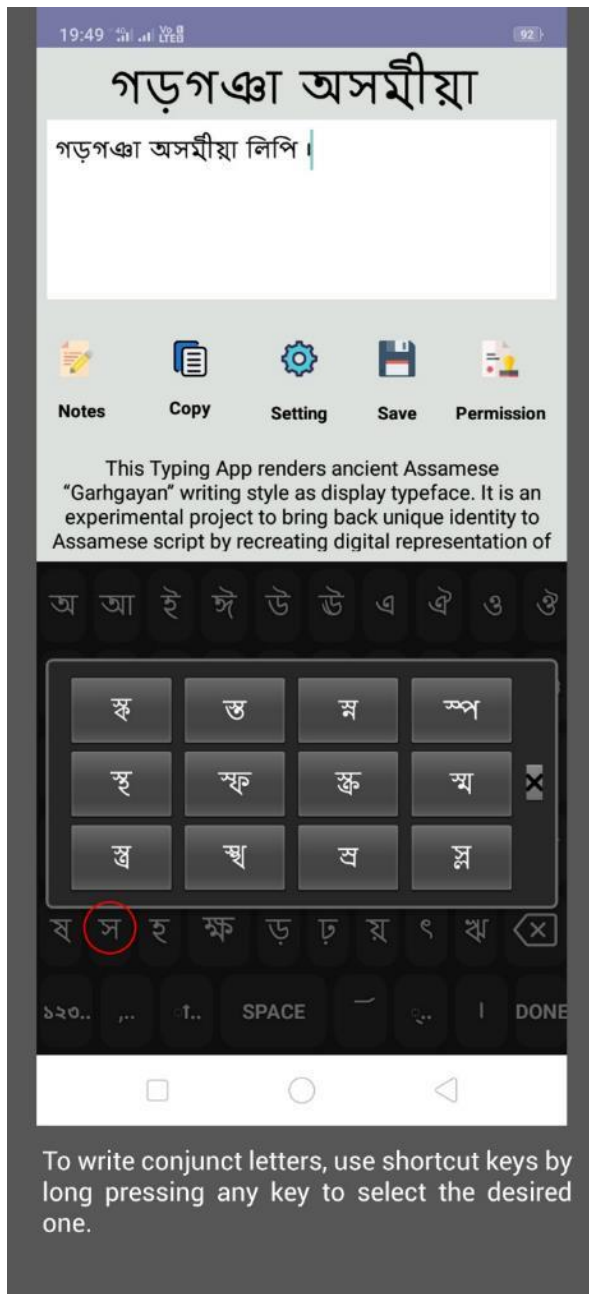 19:49 4G Vo LTE 92
গড়গঞা অসমীয়া
গড়গঞা অসমীয়া লিপি।
Notes Copy Setting Save Permission
This Typing App renders ancient Assamese
“Garhgayan” writing style as display typeface. It is an
experimental project to bring back unique identity to
Assamese script by recreating digital representation of
অ আ ই ঈ উ ঊ এ ঐ ও ঔ
স্ক স্ত স্ন স্প
স্থ স্ফ স্ক্র স্ম
স্ত্র স্খ স্ৰ স্ল
ষ স হ ক্ষ ড় ঢ় য় ৎ ঋ
১২৩.. ,.. া.. SPACE ্.. । DONE
To write conjunct letters, use shortcut keys by
long pressing any key to select the desired
one.